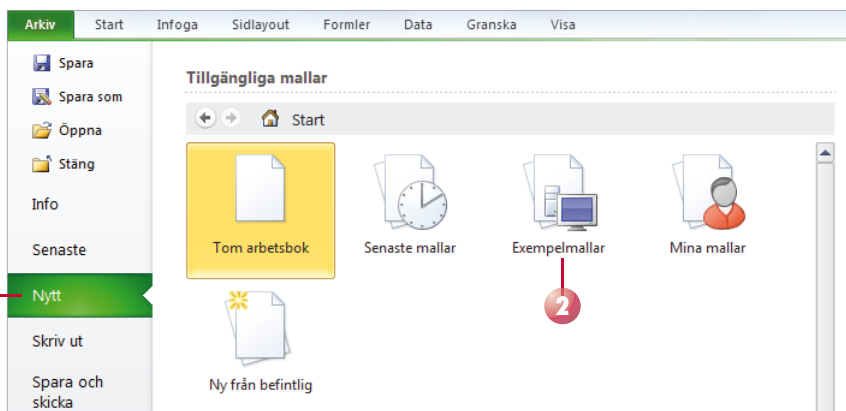 Arkiv Start Infoga Sidlayout Formler Data Granska Visa
Spara
Spara som
Öppna
Stäng
Info
Senaste
Nytt
Skriv ut
Spara och
skicka
Tillgängliga mallar
Start
Tom arbetsbok Senaste mallar Exempelmallar Mina mallar
2
Ny från befintlig